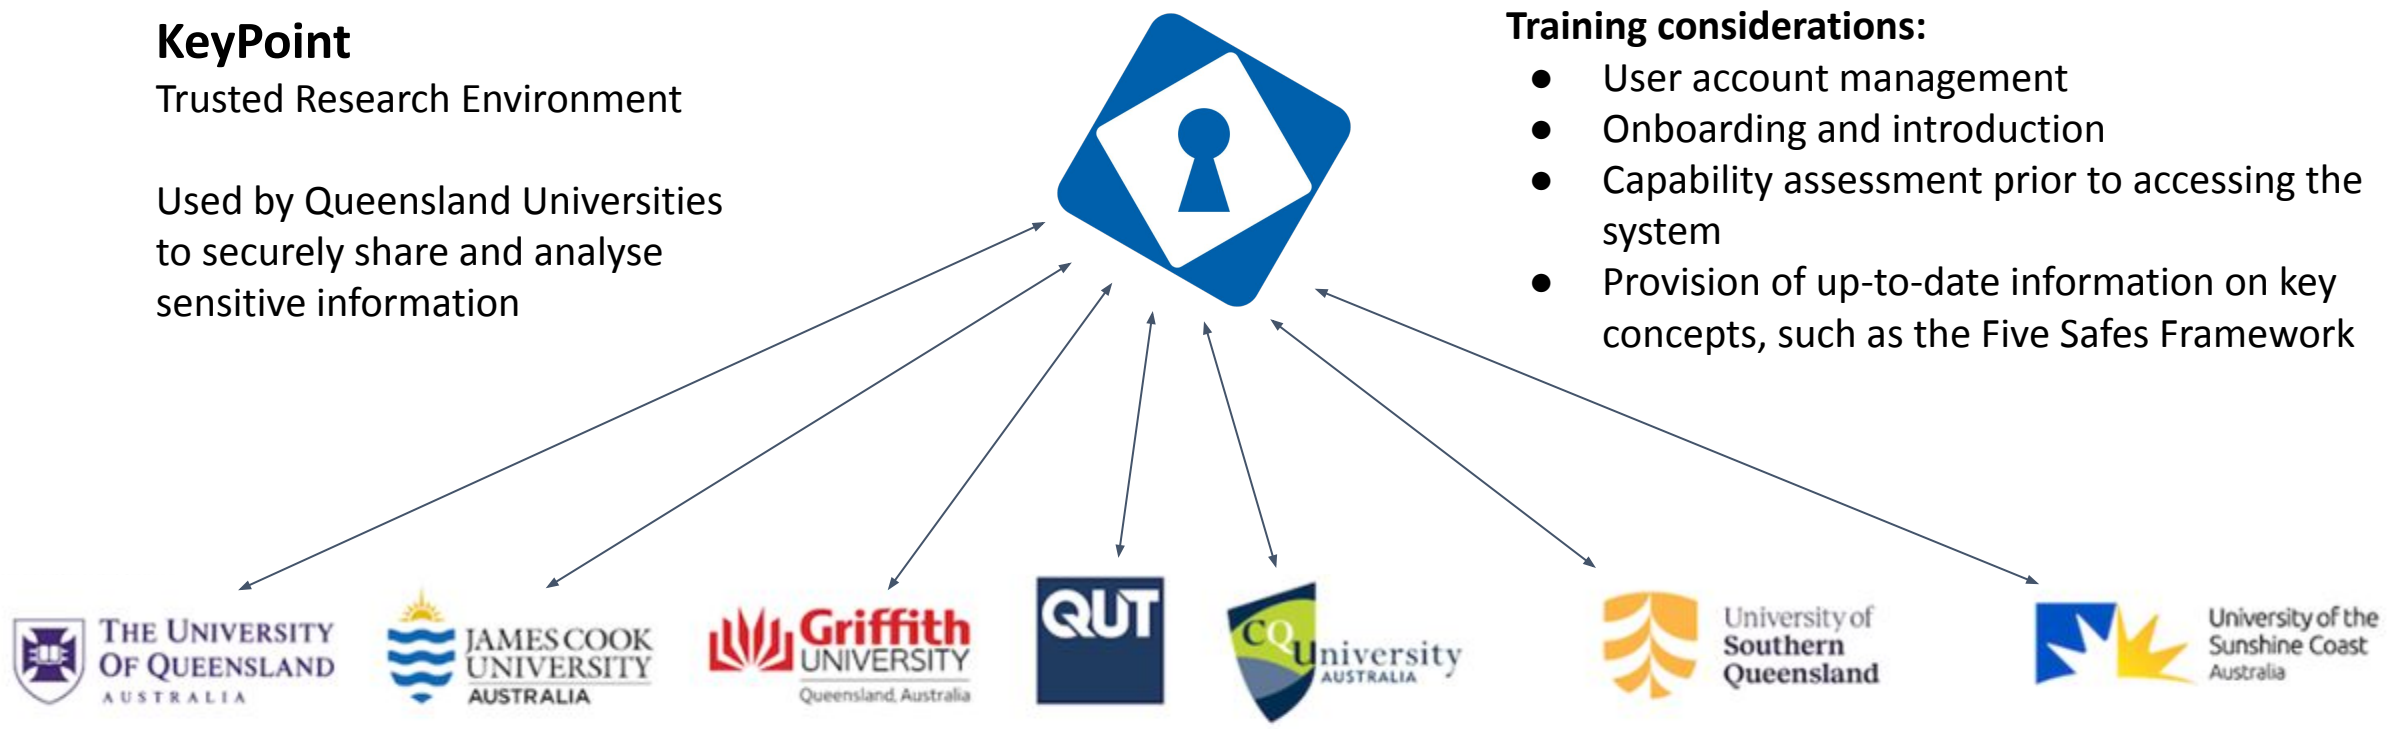 KeyPoint
Trusted Research Environment
Used by Queensland Universities
to securely share and analyse
sensitive information
Training considerations:
● User account management
● Onboarding and introduction
● Capability assessment prior to accessing the
system
● Provision of up-to-date information on key
concepts, such as the Five Safes Framework
THE UNIVERSITY
OF QUEENSLAND
AUSTRALIA
JAMES COOK
UNIVERSITY
AUSTRALIA
Griffith
UNIVERSITY
Queensland, Australia
QUT
CQUniversity
AUSTRALIA
University of
Southern
Queensland
University of the
Sunshine Coast
Australia